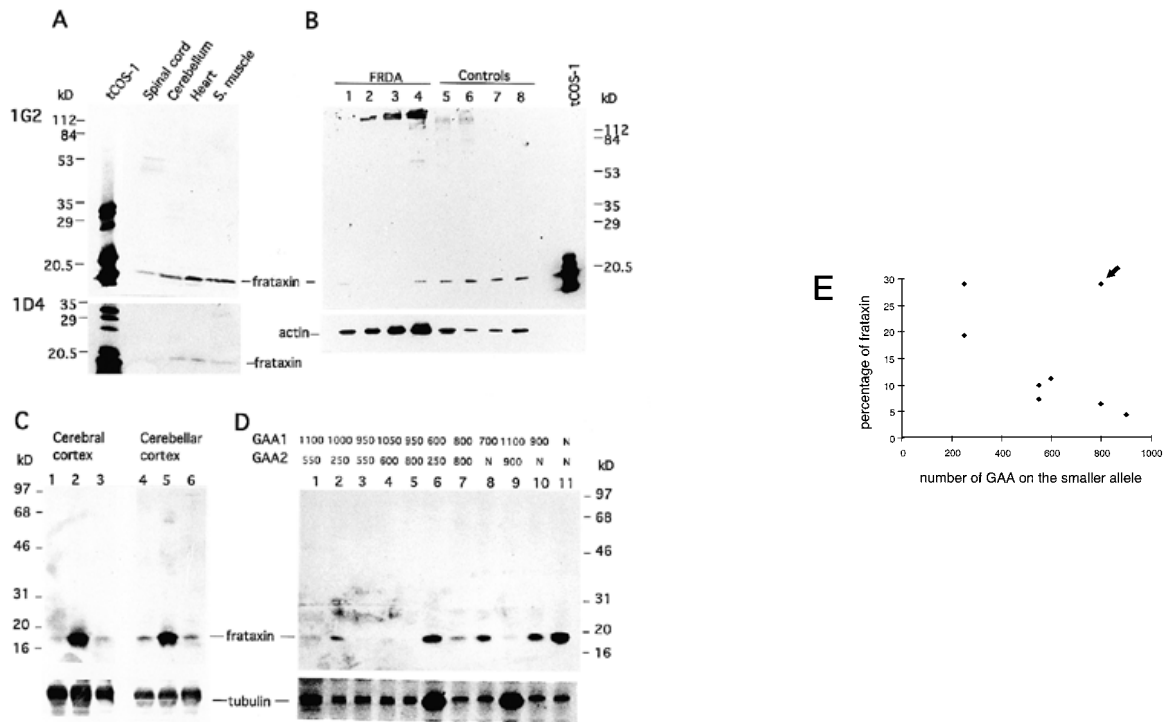 A
tCOS-1
Spinal cord
Cerebellum
Heart
S. muscle
kD
1G2
112
84
53
35
29
20.5
frataxin
1D4
35
29
20.5
frataxin
B
FRDA Controls
1 2 3 4 5 6 7 8
tCOS-1
kD
112
84
53
35
29
20.5
actin
C
Cerebral cortex
Cerebellar cortex
kD
1 2 3 4 5 6
97
68
46
31
20
16
frataxin
tubulin
D
GAA1 1100 1000 950 1050 950 600 800 700 1100 900 N
GAA2 550 250 550 600 800 250 800 N 900 N N
1 2 3 4 5 6 7 8 9 10 11
kD
97
68
46
31
20
16
E
percentage of frataxin
30
25
20
15
10
5
0
0 200 400 600 800 1000
number of GAA on the smaller allele